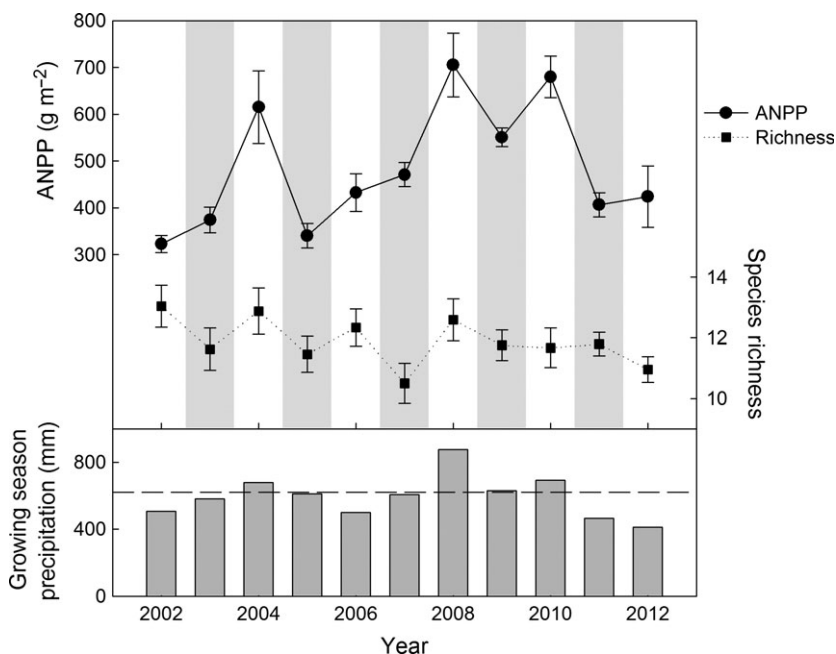 800
700
600
500
400
300
ANPP (g m⁻²)
ANPP
Richness
14
12
10
Species richness
800
400
0
Growing season
precipitation (mm)
2002
2004
2006
2008
2010
2012
Year